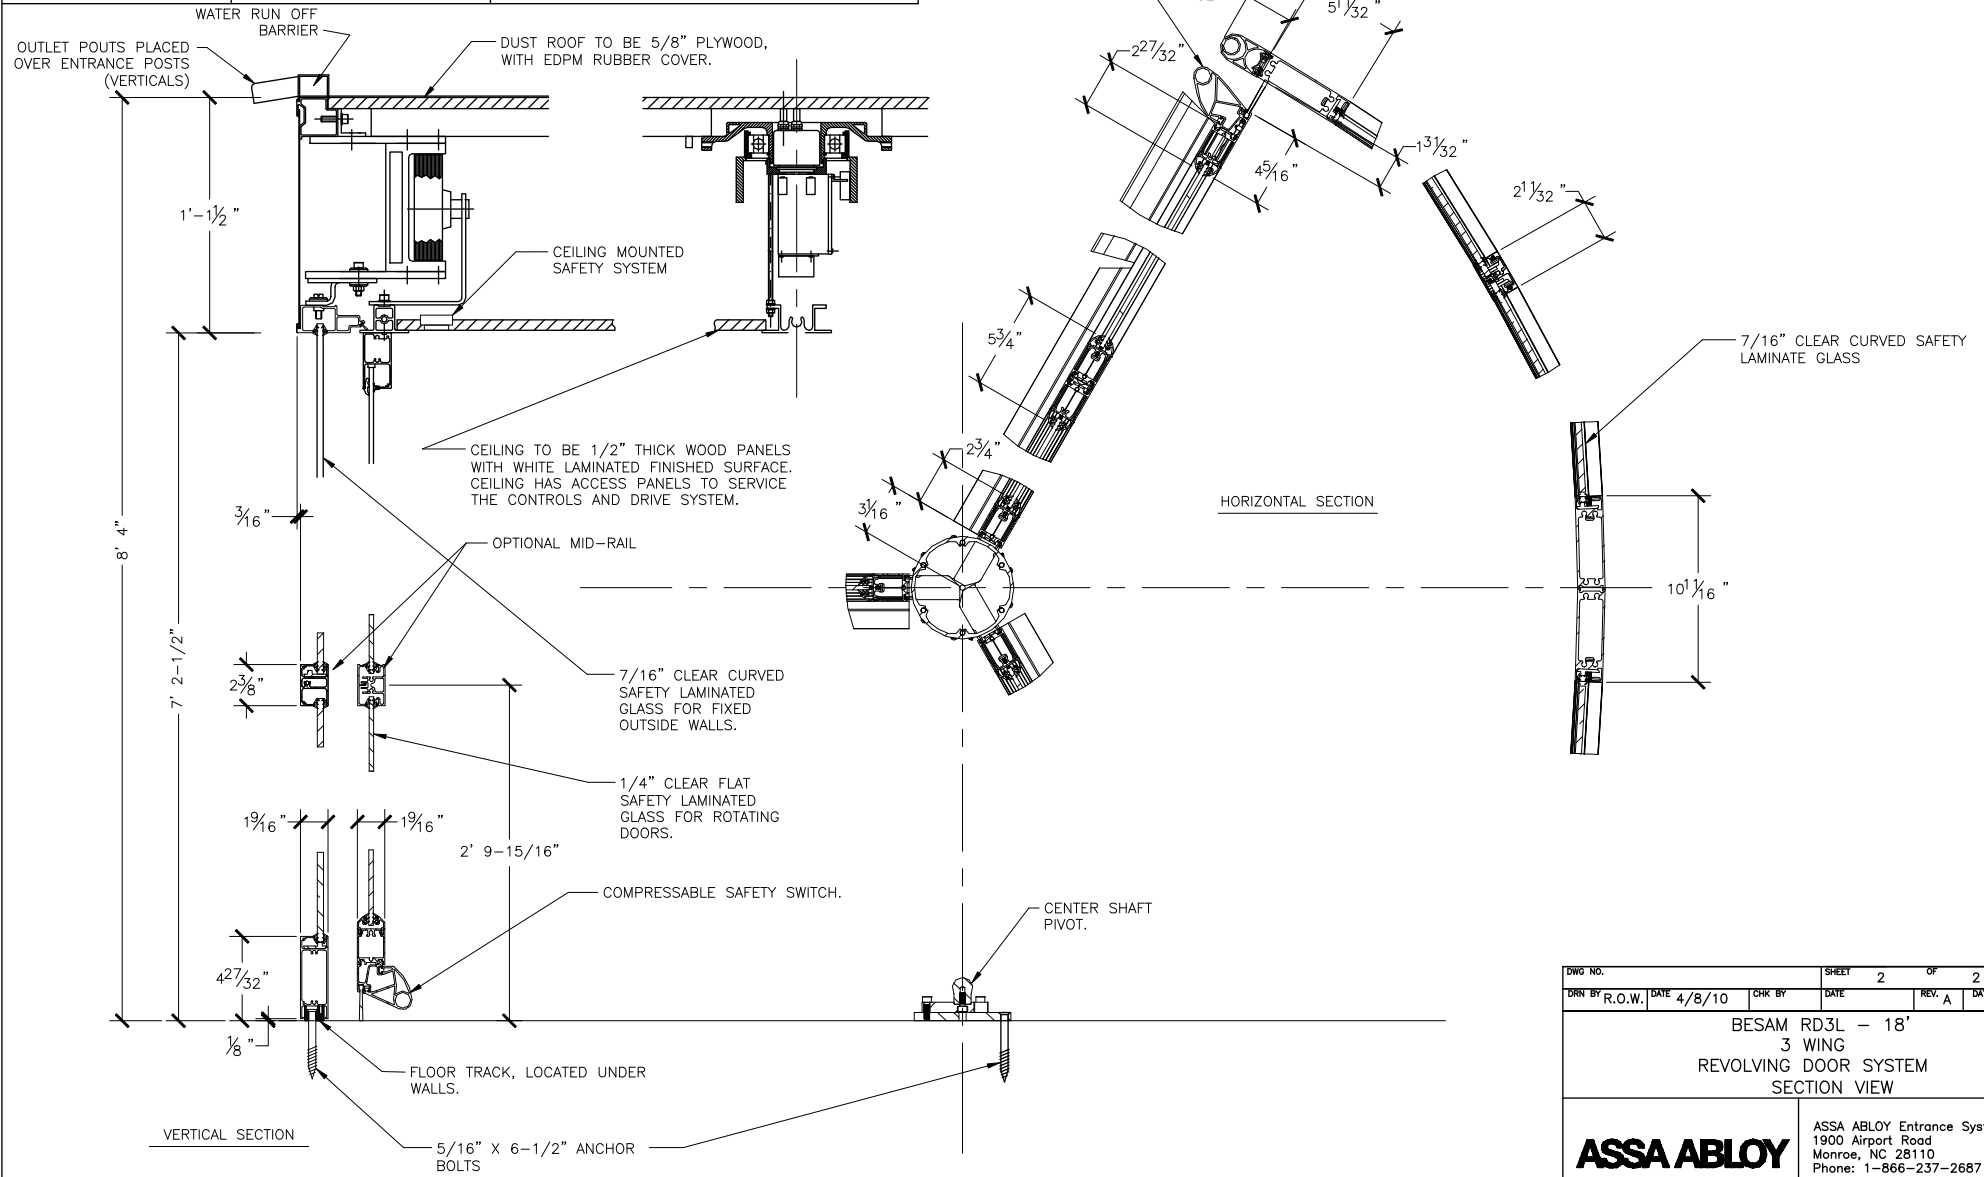 WATER RUN OFF
BARRIER
OUTLET POUTS PLACED
OVER ENTRANCE POSTS
(VERTICALS)
DUST ROOF TO BE 5/8" PLYWOOD,
WITH EDPM RUBBER COVER.
1'-1½"
CEILING MOUNTED
SAFETY SYSTEM
CEILING TO BE 1/2" THICK WOOD PANELS
WITH WHITE LAMINATED FINISHED SURFACE.
CEILING HAS ACCESS PANELS TO SERVICE
THE CONTROLS AND DRIVE SYSTEM.
3/16"
8' 4"
OPTIONAL MID-RAIL
7' 2-1/2"
2 3/8"
7/16" CLEAR CURVED
SAFETY LAMINATED
GLASS FOR FIXED
OUTSIDE WALLS.
1/4" CLEAR FLAT
SAFETY LAMINATED
GLASS FOR ROTATING
DOORS.
1 9/16"
1 9/16"
2' 9-15/16"
COMPRESSABLE SAFETY SWITCH.
4 27/32"
1/8"
FLOOR TRACK, LOCATED UNDER
WALLS.
VERTICAL SECTION
5/16" X 6-1/2" ANCHOR
BOLTS
CENTER SHAFT
PIVOT.
5 11/32"
2 27/32"
4 5/16"
1 31/32"
2 11/32"
5 3/4"
2 3/4"
3 1/16"
7/16" CLEAR CURVED SAFETY
LAMINATE GLASS
HORIZONTAL SECTION
10 11/16"
DWG NO. SHEET 2 OF 2
DRN BY R.O.W. DATE 4/8/10 CHK BY DATE REV. A
BESAM RD3L - 18'
3 WING
REVOLVING DOOR SYSTEM
SECTION VIEW
ASSA ABLOY
ASSA ABLOY Entrance
1900 Airport Road
Monroe, NC 28110
Phone: 1-866-237-2687